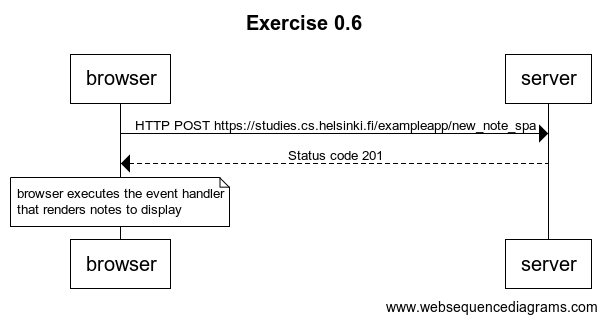 Exercise 0.6
browser
server
HTTP POST https://studies.cs.helsinki.fi/exampleapp/new_note_spa
Status code 201
browser executes the event handler
that renders notes to display
browser
server
www.websequencediagrams.com